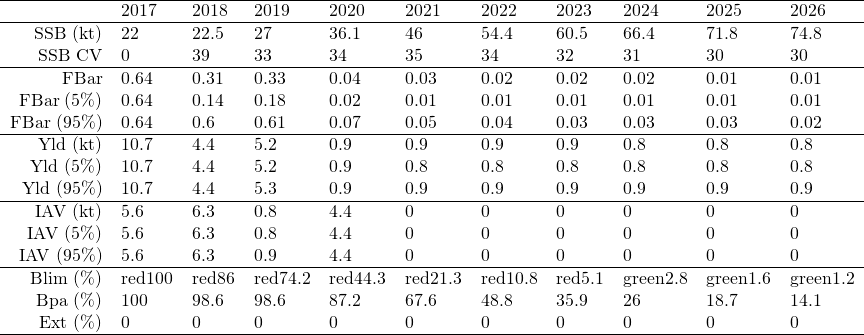 2017 2018 2019 2020 2021 2022 2023 2024 2025 2026
SSB (kt) 22 22.5 27 36.1 46 54.4 60.5 66.4 71.8 74.8
SSB CV 0 39 33 34 35 34 32 31 30 30
FBar 0.64 0.31 0.33 0.04 0.03 0.02 0.02 0.02 0.01 0.01
FBar (5%) 0.64 0.14 0.18 0.02 0.01 0.01 0.01 0.01 0.01 0.01
FBar (95%) 0.64 0.6 0.61 0.07 0.05 0.04 0.03 0.03 0.03 0.02
Yld (kt) 10.7 4.4 5.2 0.9 0.9 0.9 0.9 0.8 0.8 0.8
Yld (5%) 10.7 4.4 5.2 0.9 0.8 0.8 0.8 0.8 0.8 0.8
Yld (95%) 10.7 4.4 5.3 0.9 0.9 0.9 0.9 0.9 0.9 0.9
IAV (kt) 5.6 6.3 0.8 4.4 0 0 0 0 0 0
IAV (5%) 5.6 6.3 0.8 4.4 0 0 0 0 0 0
IAV (95%) 5.6 6.3 0.9 4.4 0 0 0 0 0 0
Blim (%) red100 red86 red74.2 red44.3 red21.3 red10.8 red5.1 green2.8 green1.6 green1.2
Bpa (%) 100 98.6 98.6 87.2 67.6 48.8 35.9 26 18.7 14.1
Ext (%) 0 0 0 0 0 0 0 0 0 0